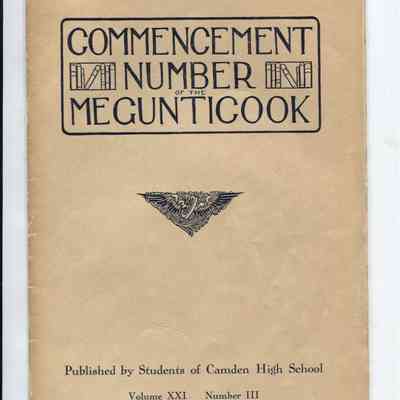 COMMENCEMENT
NUMBER
OF THE
MEGUNTICOOK
Published by Students of Camden High School
Volume XXI Number III